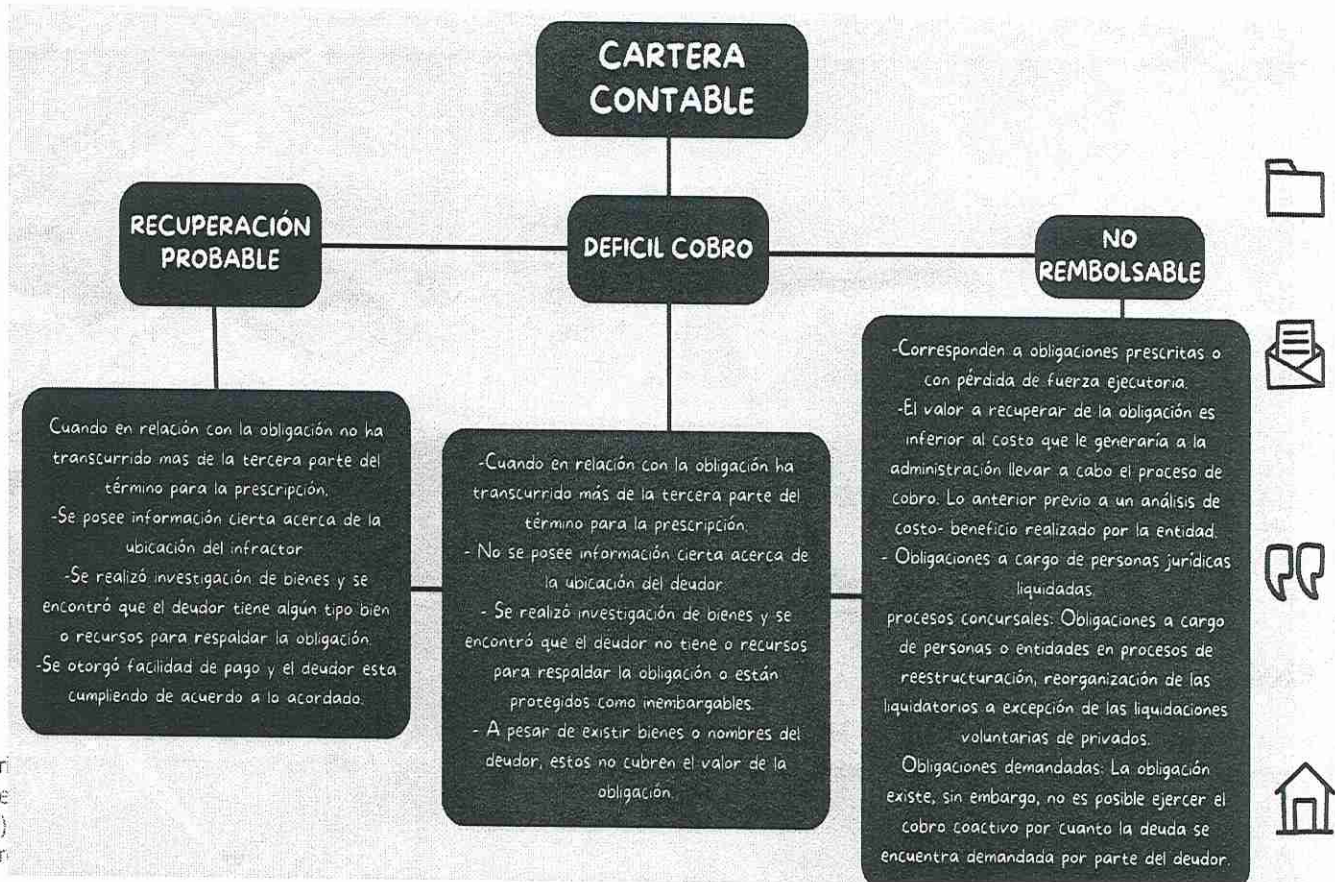 CARTERA
CONTABLE
RECUPERACIÓN
PROBABLE
DEFICIL COBRO
NO
REMBOLSABLE
Cuando en relación con la obligación no ha
transcurrido mas de la tercera parte del
término para la prescripción.
-Se posee información cierta acerca de la
ubicación del infractor
-Se realizó investigación de bienes y se
encontró que el deudor tiene algún tipo bien
o recursos para respaldar la obligación.
-Se otorgó facilidad de pago y el deudor esta
cumpliendo de acuerdo a lo acordado.
-Cuando en relación con la obligación ha
transcurrido más de la tercera parte del
término para la prescripción.
- No se posee información cierta acerca de
la ubicación del deudor.
- Se realizó investigación de bienes y se
encontró que el deudor no tiene o recursos
para respaldar la obligación o están
protegidos como inembargables.
- A pesar de existir bienes o nombres del
deudor, estos no cubren el valor de la
obligación.
-Corresponden a obligaciones prescritas o
con pérdida de fuerza ejecutoria.
-El valor a recuperar de la obligación es
inferior al costo que le generaría a la
administración llevar a cabo el proceso de
cobro. Lo anterior previo a un análisis de
costo- beneficio realizado por la entidad.
- Obligaciones a cargo de personas jurídicas
liquidadas.
procesos concursales: Obligaciones a cargo
de personas o entidades en procesos de
reestructuración, reorganización de las
liquidatorios a excepción de las liquidaciones
voluntarias de privados.
Obligaciones demandadas: La obligación
existe, sin embargo, no es posible ejercer el
cobro coactivo por cuanto la deuda se
encuentra demandada por parte del deudor.